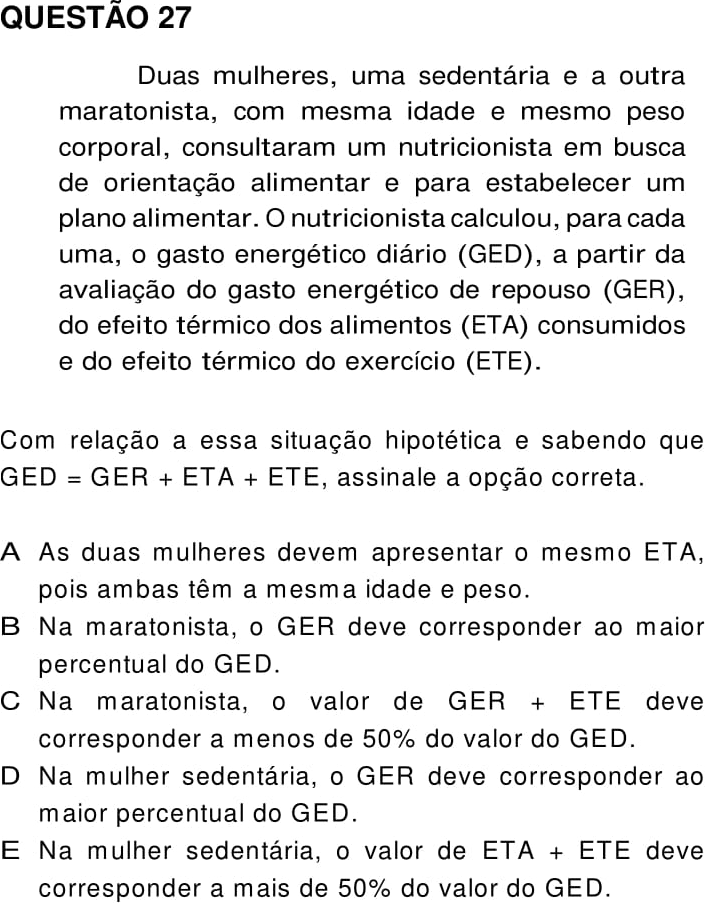 QUESTÃO 27
Duas mulheres, uma sedentária e a outra
maratonista, com mesma idade e mesmo peso
corporal, consultaram um nutricionista em busca
de orientação alimentar e para estabelecer um
plano alimentar. O nutricionista calculou, para cada
uma, o gasto energético diário (GED), a partir da
avaliação do gasto energético de repouso (GER),
do efeito térmico dos alimentos (ETA) consumidos
e do efeito térmico do exercício (ETE).
Com relação a essa situação hipotética e sabendo que
GED = GER + ETA + ETE, assinale a opção correta.
A As duas mulheres devem apresentar o mesmo ETA,
pois ambas têm a mesma idade e peso.
B Na maratonista, o GER deve corresponder ao maior
percentual do GED.
C Na maratonista, o valor de GER + ETE deve
corresponder a menos de 50% do valor do GED.
D Na mulher sedentária, o GER deve corresponder ao
maior percentual do GED.
E Na mulher sedentária, o valor de ETA + ETE deve
corresponder a mais de 50% do valor do GED.